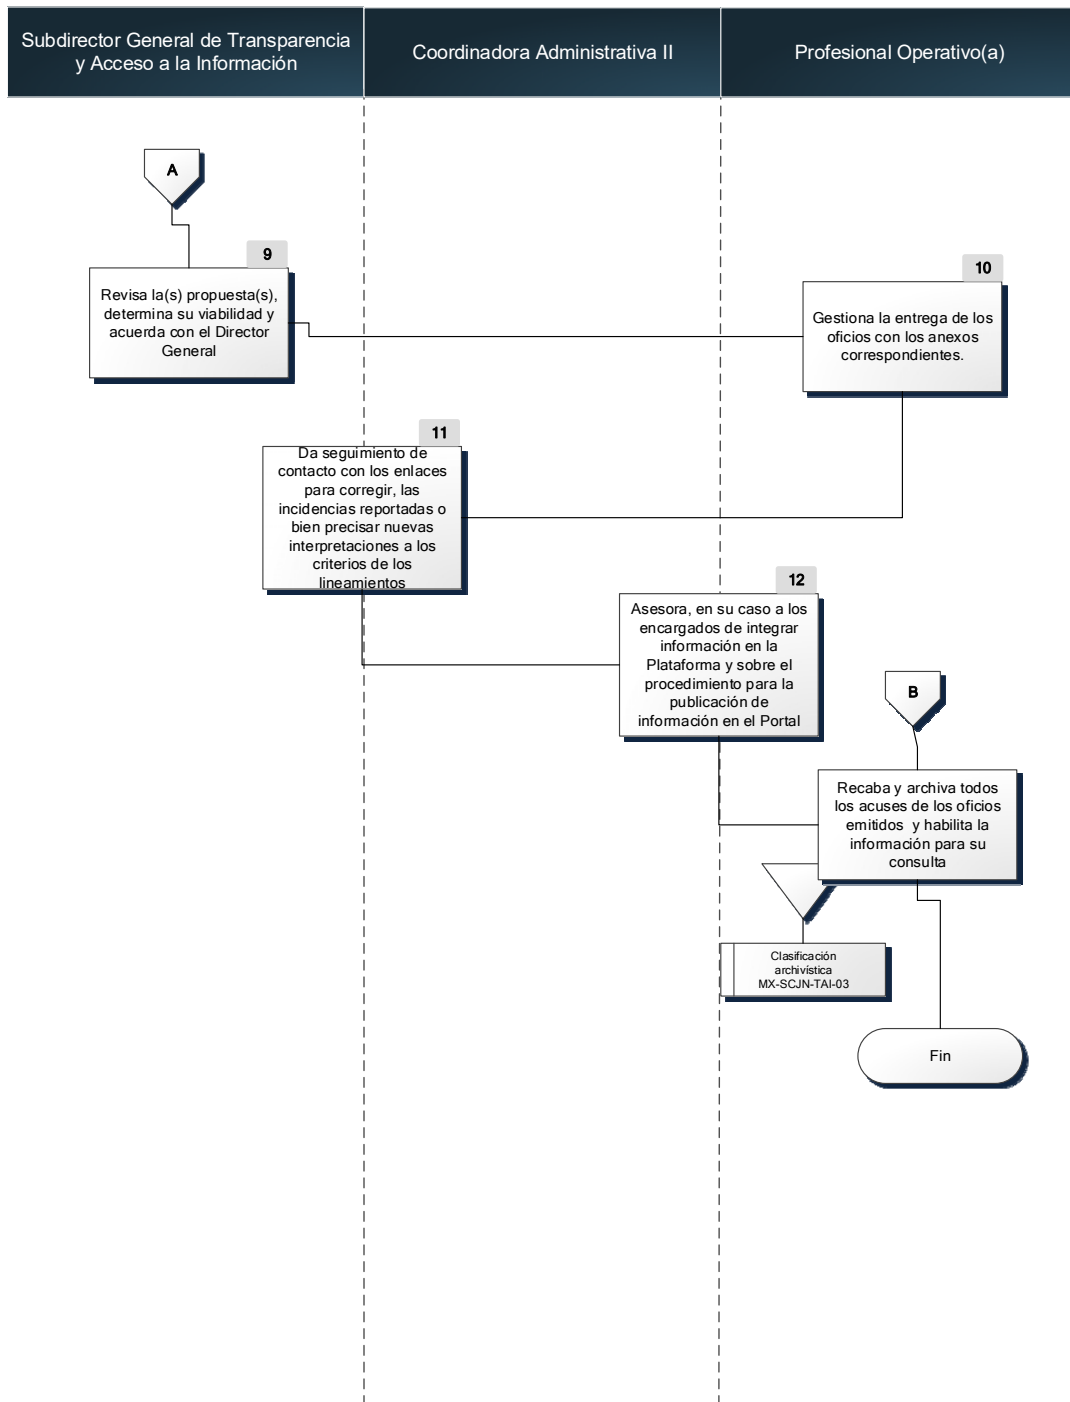 Subdirector General de Transparencia
y Acceso a la Información
Coordinadora Administrativa II
Profesional Operativo(a)
A
9
Revisa la(s) propuesta(s),
determina su viabilidad y
acuerda con el Director
General
10
Gestiona la entrega de los
oficios con los anexos
correspondientes.
11
Da seguimiento de
contacto con los enlaces
para corregir, las
incidencias reportadas o
bien precisar nuevas
interpretaciones a los
criterios de los
lineamientos
12
Asesora, en su caso a los
encargados de integrar
información en la
Plataforma y sobre el
procedimiento para la
publicación de
información en el Portal
B
Recaba y archiva todos
los acuses de los oficios
emitidos y habilita la
información para su
consulta
Clasificación
archivística
MX-SCJN-TAI-03
Fin